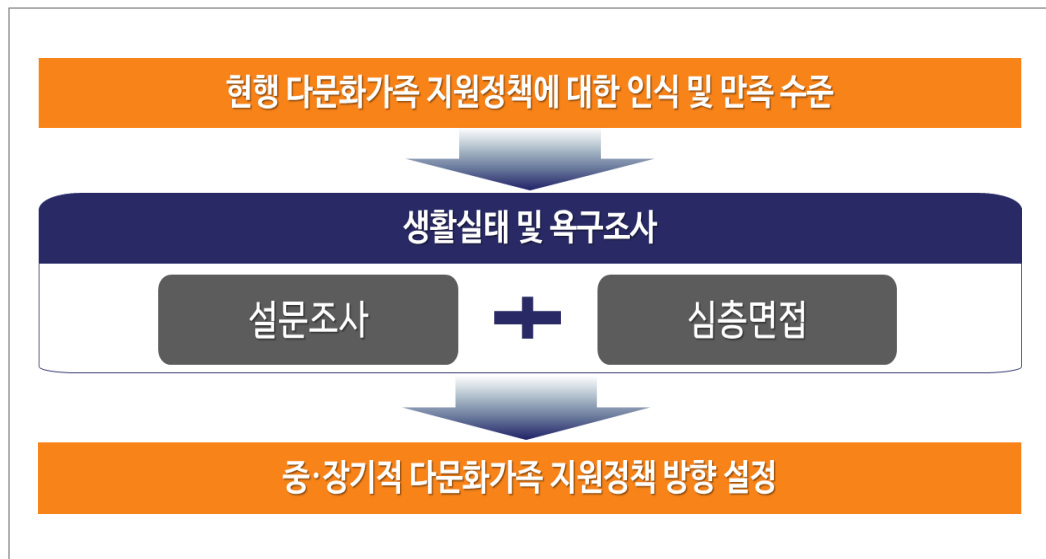 현행 다문화가족 지원정책에 대한 인식 및 만족 수준
생활실태 및 욕구조사
설문조사
심층면접
중·장기적 다문화가족 지원정책 방향 설정